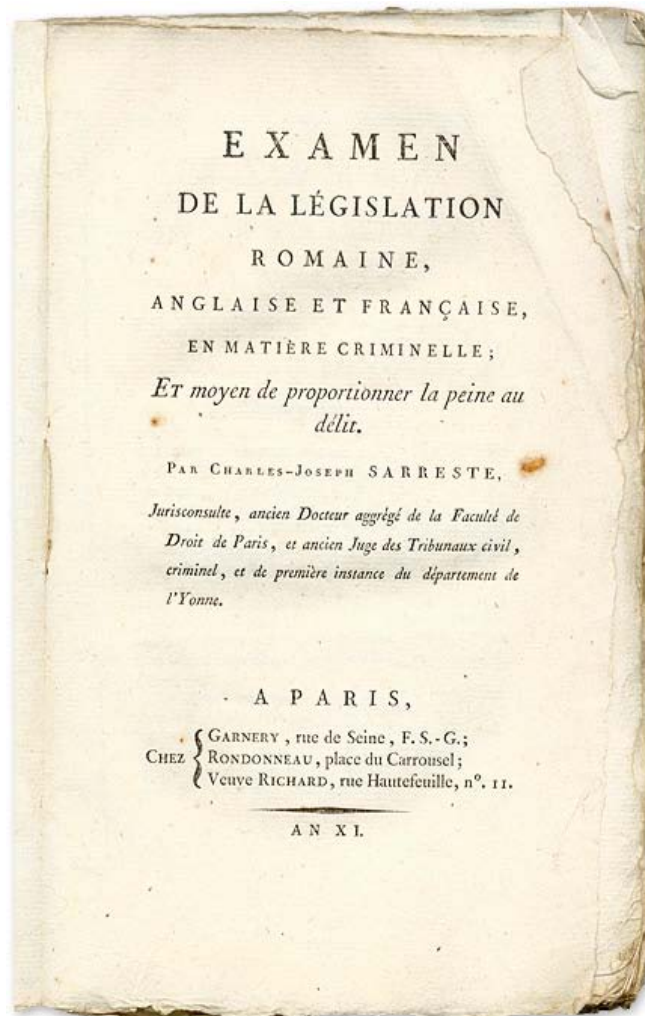 EXAMEN
DE LA LÉGISLATION
ROMAINE,
ANGLAISE ET FRANÇAISE,
EN MATIÈRE CRIMINELLE;
ET moyen de proportionner la peine au
délit.
PAR CHARLES-JOSEPH SARRESTE,
Jurisconsulte, ancien Docteur aggrégé de la Faculté de
Droit de Paris, et ancien Juge des Tribunaux civil,
criminel, et de première instance du département de
l'Yonne.
A PARIS,
CHEZ
GARNERY, rue de Seine, F. S.-G.;
RONDONNEAU, place du Carrousel;
Veuve RICHARD, rue Hautefeuille, nº. 11.
AN XI.